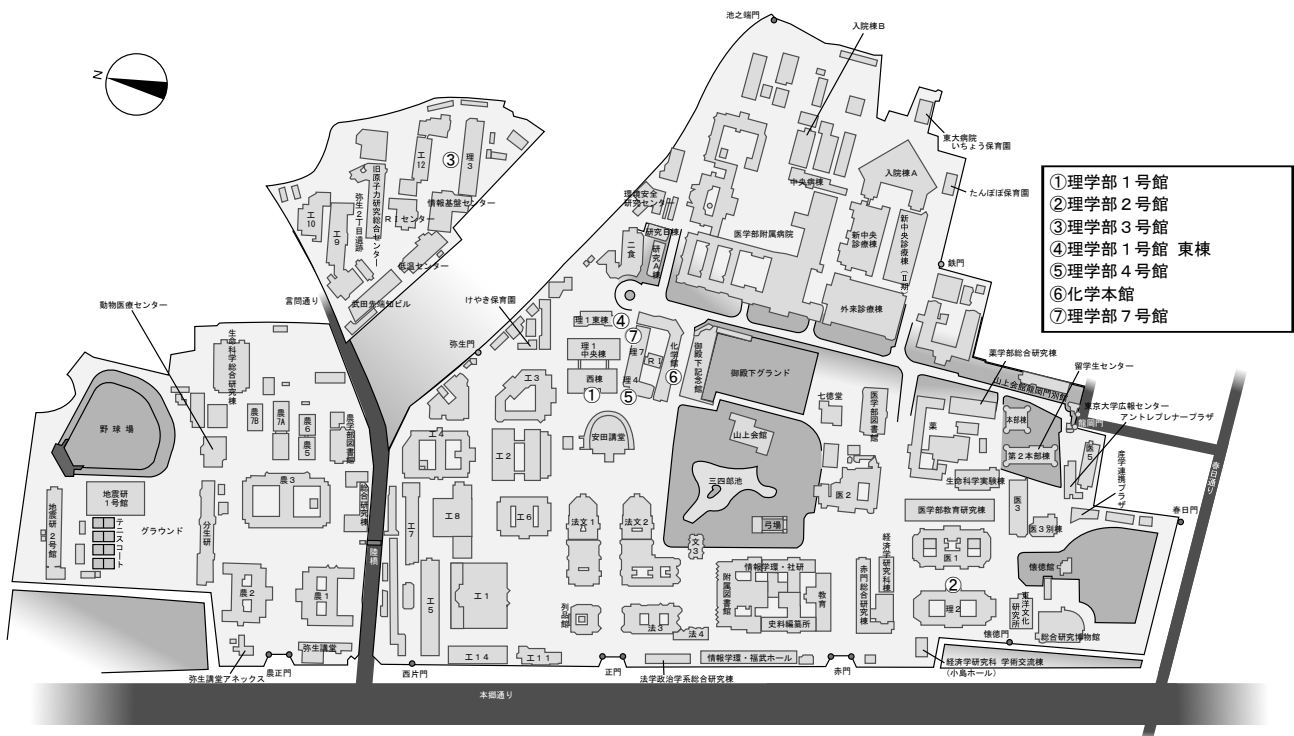 池之端門
入院棟B
N
東大病院
いちょう保育園
①理学部１号館
②理学部２号館
③理学部３号館
④理学部１号館 東棟
⑤理学部４号館
⑥化学本館
⑦理学部７号館
工
12
③
理
3
旧原子力研究総合センター
弥生２丁目遺跡
工
10
工
9
ＲＩセンター
情報基盤センター
低温センター
武田先端知ビル
言問通り
環境安全
研究センター
中央病棟
入院棟A
たんぽぽ保育園
医学部附属病院
新中央
診療棟
新中央診療棟（Ⅱ期）
鉄門
外来診療棟
二食
研究B棟
研究A棟
動物医療センター
けやき保育園
弥生門
理１東棟
④
⑦
理７
ＲＩ
化学館
⑥
理１
中央棟
西棟
①
理４
⑤
御殿下記念館
御殿下グランド
薬学部総合研究棟
留学生センター
山上会館龍岡門別館
東京大学広報センター
アントレプレナープラザ
龍岡門
春日通り
生命科学総合研究棟
野球場
農
7B
農
7A
農
6
農
5
農学部図書館
工3
工4
工２
安田講堂
山上会館
七徳堂
医学部図書館
薬
本部棟
第２本部棟
医5
産学連携プラザ
春日門
地震研
１号館
地震研２号館
テニスコート
グラウンド
分生研
農３
総合研究棟
陸橋
工7
工８
工６
法文１
法文２
三四郎池
弓場
医２
生命科学実験棟
医学部教育研究棟
医3
医３別棟
文3
医１
懐徳館
②
農２
農１
工5
工１
列品館
法３
法４
附属図書館
情報学環・社研
教育
史料編纂所
経済学研究科棟
赤門総合研究棟
理２
東洋文化研究所
懐徳門
総合研究博物館
弥生講堂
農正門
弥生講堂アネックス
西片門
工１４
工１１
正門
法学政治学系総合研究棟
情報学環・福武ホール
赤門
経済学研究科 学術交流棟
（小島ホール）
本郷通り